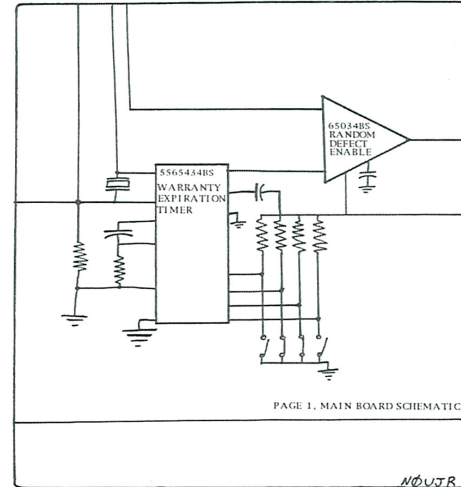 65034BS
RANDOM
DEFECT
ENABLE
5565434BS
WARRANTY
EXPIRATION
TIMER
PAGE 1, MAIN BOARD SCHEMATIC
NØUJR